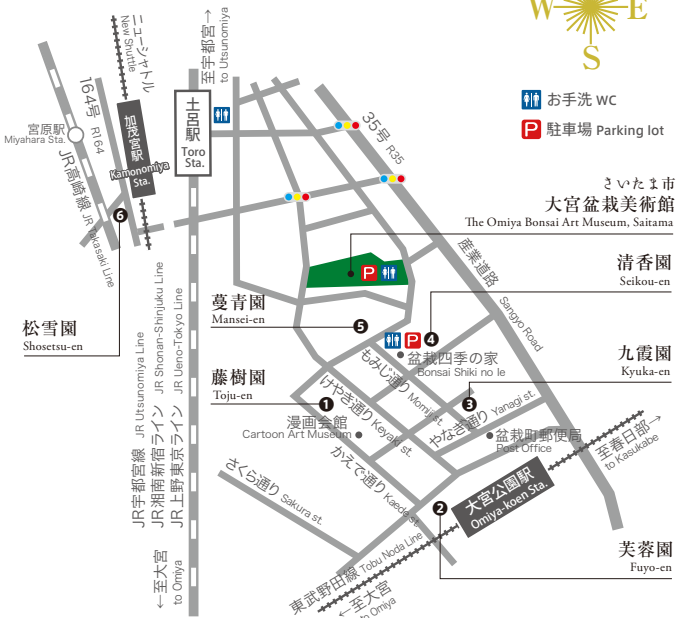 W
E
S
お手洗 WC
駐車場 Parking lot
P
至宇都宮→
to Utsunomiya
ニューシャトル
New Shuttle
164号 R164
宮原駅
Miyahara Sta.
加茂宮駅
Kamonomiya Sta.
土呂駅
Toro Sta.
35号 R35
JR高崎線 JR Takasaki Line
❻
さいたま市
大宮盆栽美術館
The Omiya Bonsai Art Museum, Saitama
P
産業道路
Sangyo Road
清香園
Seikou-en
蔓青園
Mansei-en
❺
P
❹
盆栽四季の家
Bonsai Shiki no Ie
松雪園
Shosetsu-en
藤樹園
Toju-en
❶
九霞園
Kyuka-en
❸
もみじ通り Momiji st.
けやき通り Keyaki st.
やなぎ通り Yanagi st.
漫画会館
Cartoon Art Museum
盆栽町郵便局
Post Office
かえで通り Kaede st.
さくら通り Sakura st.
JR宇都宮線 JR Utsunomiya Line
JR湘南新宿ライン JR Shonan-Shinjuku Line
JR上野東京ライン JR Ueno-Tokyo Line
至春日部→
to Kasukabe
大宮公園駅
Omiya-koen Sta.
❷
芙蓉園
Fuyo-en
東武野田線 Tobu Noda Line
←至大宮
to Omiya
←至大宮
to Omiya